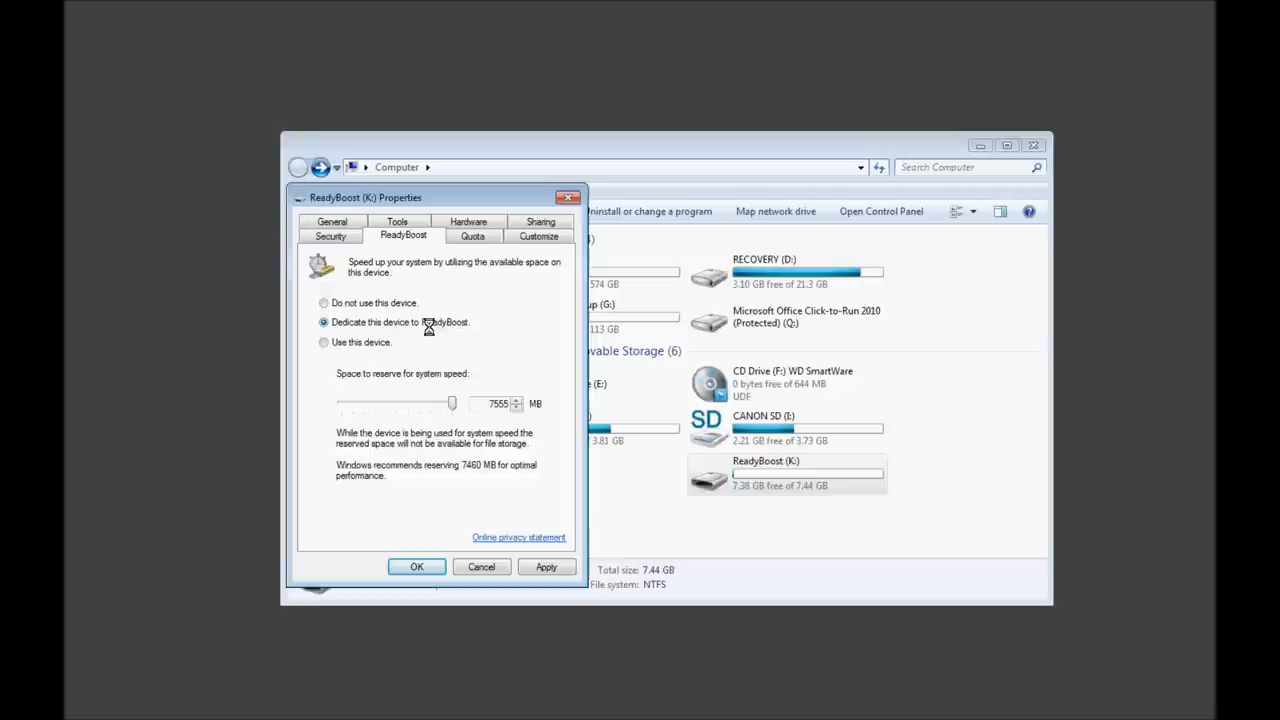 Computer
Search Computer
ReadyBoost (K:) Properties
Uninstall or change a program
Map network drive
Open Control Panel
General
Tools
Hardware
Sharing
Security
ReadyBoost
Quota
Customize
Speed up your system by utilizing the available space on
this device.
Do not use this device.
Dedicate this device to ReadyBoost.
Use this device.
Space to reserve for system speed:
7555
MB
While the device is being used for system speed the
reserved space will not be available for file storage.
Windows recommends reserving 7460 MB for optimal
performance.
Online privacy statement
OK
Cancel
Apply
4)
574 GB
up (G:)
113 GB
ovable Storage (6)
e (E:)
)
3.81 GB
RECOVERY (D:)
3.10 GB free of 21.3 GB
Microsoft Office Click-to-Run 2010
(Protected) (Q:)
CD Drive (F:) WD SmartWare
0 bytes free of 644 MB
UDF
SD
CANON SD (I:)
2.21 GB free of 3.73 GB
ReadyBoost (K:)
7.38 GB free of 7.44 GB
Total size: 7.44 GB
File system: NTFS